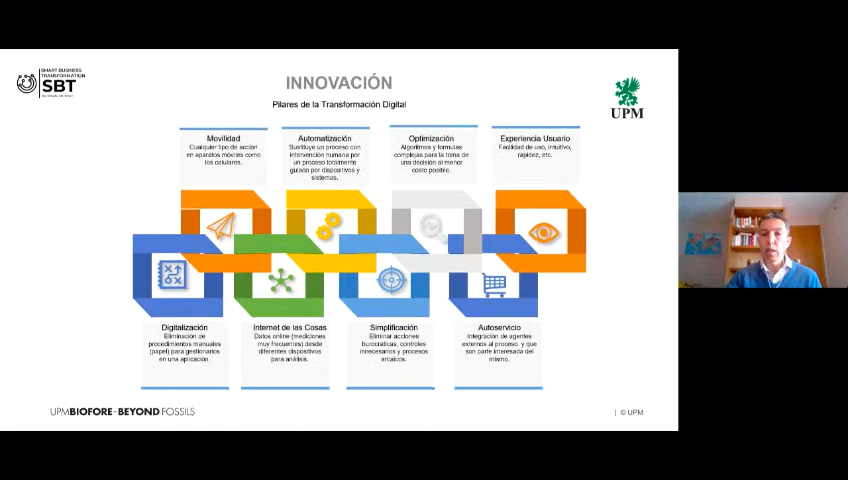 SMART BUSINESS
TRANSFORMATION
SBT
INNOVACIÓN
Pilares de la Transformación Digital
UPM
Movilidad
Cualquier tipo de acción
en aparatos móviles como
los celulares.
Automatización
Sustituye un proceso con
intervención humana por
un proceso totalmente
guiado por dispositivos y
sistemas.
Optimización
Algoritmos y formulas
complejas para la toma de
una decisión al menor
costo posible.
Experiencia Usuario
Facilidad de uso, intuitivo,
rapidez, etc.
Digitalización
Eliminación de
procedimientos manuales
(papel) para gestionarlos
en una aplicación
Internet de las Cosas
Datos online (mediciones
muy frecuentes) desde
diferentes dispositivos
para análisis.
Simplificación
Eliminar acciones
burocráticas, controles
innecesarios y procesos
arcaicos.
Autoservicio
Integración de agentes
externos al proceso y que
son parte interesada del
mismo.
UPM BIOFORE–BEYOND FOSSILS
| © UPM